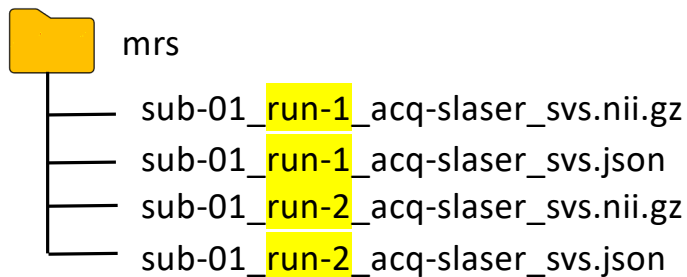 mrs
sub-01_run-1_acq-slaser_svs.nii.gz
sub-01_run-1_acq-slaser_svs.json
sub-01_run-2_acq-slaser_svs.nii.gz
sub-01_run-2_acq-slaser_svs.json